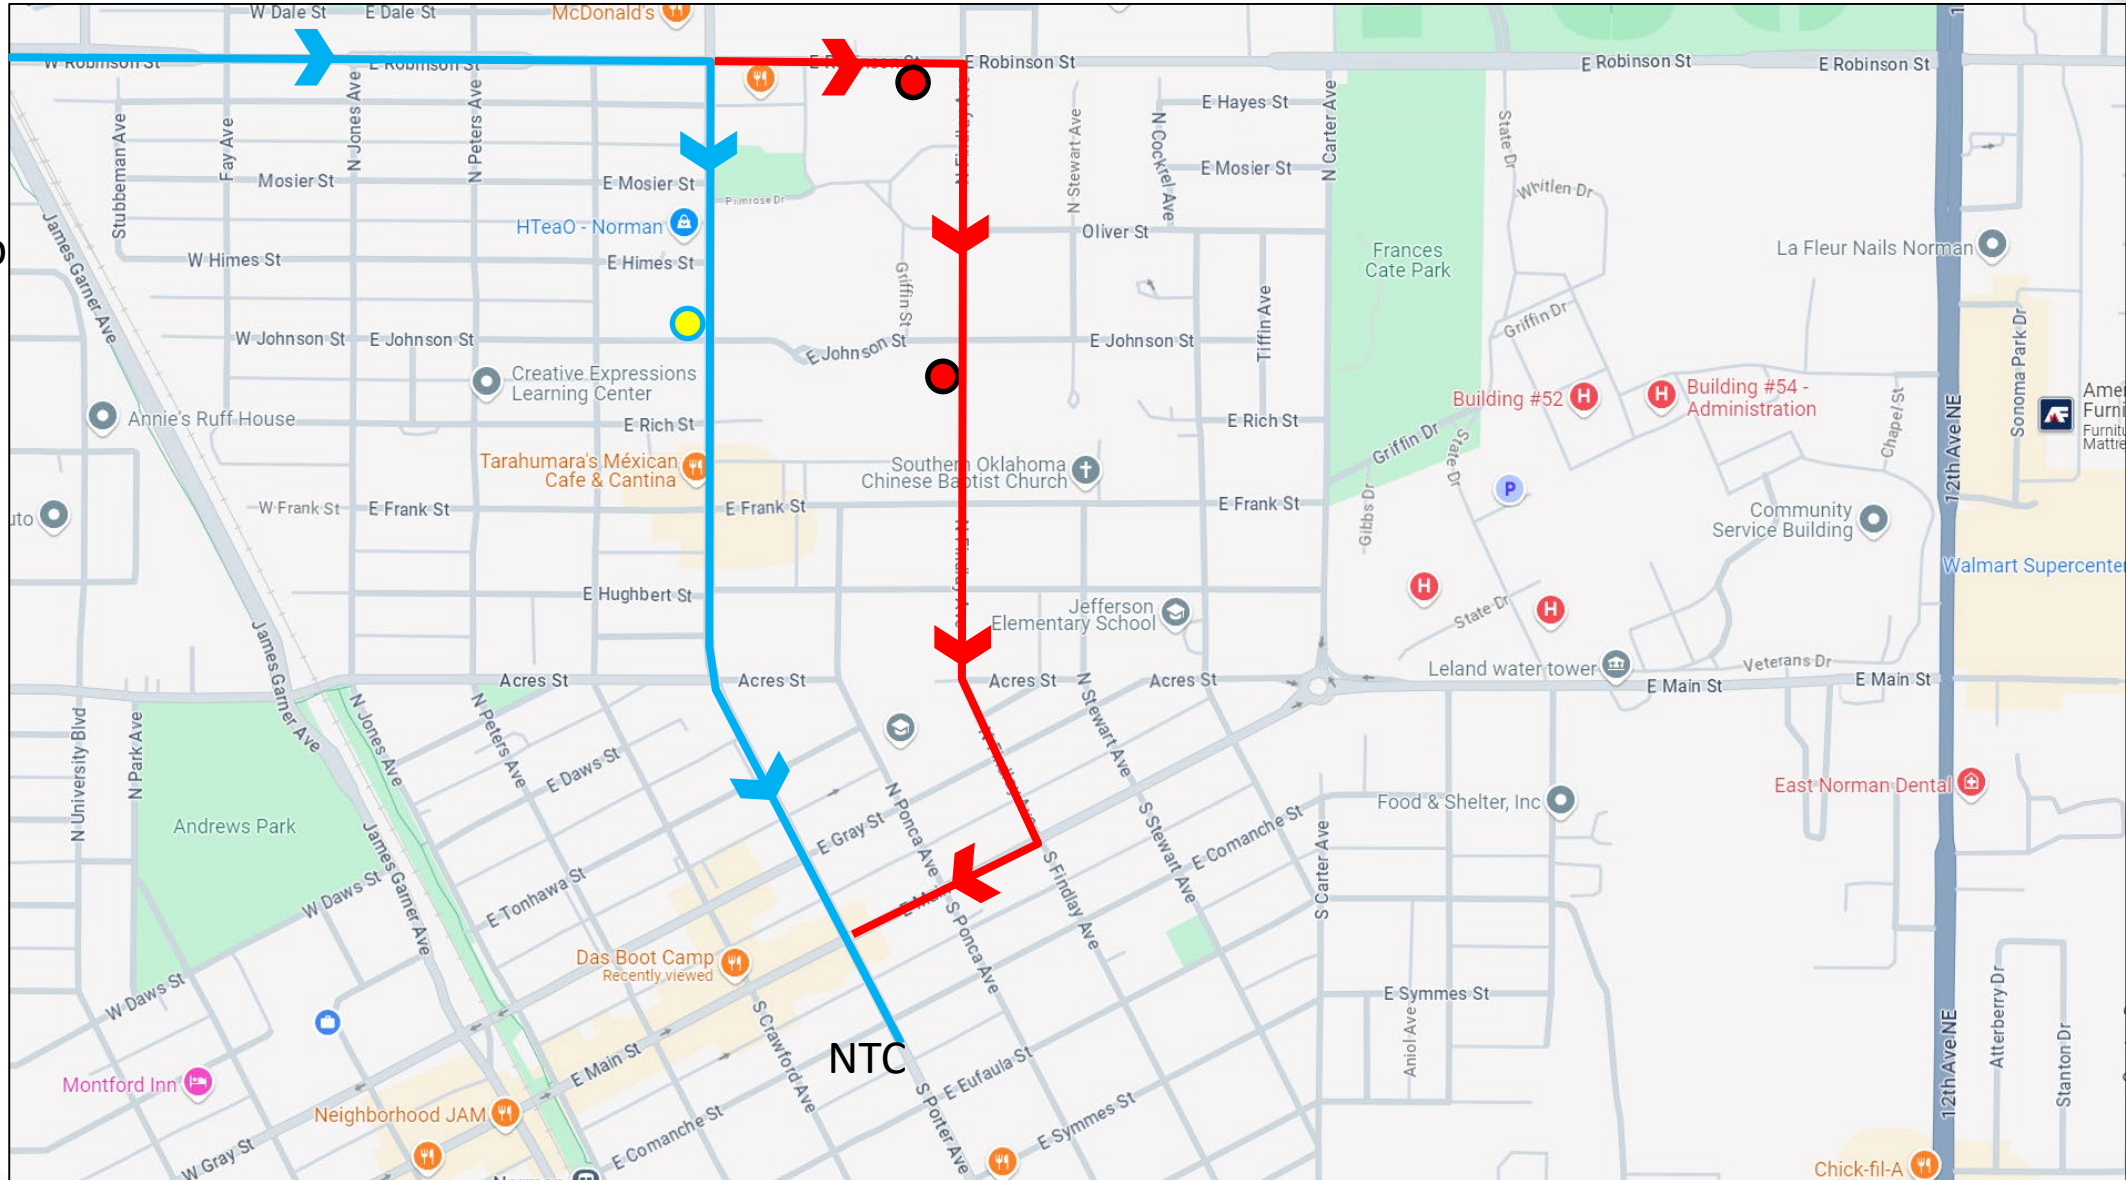 W Dale St
E Dale St
McDonald's
W Robinson St
E Robinson St
E Robinson St
E Robinson St
E Robinson St
E Robinson St
Stubbeman Ave
Fay Ave
N Jones Ave
N Peters Ave
N Findlay Ave
N Stewart Ave
N Cockrel Ave
N Carter Ave
State Dr
E Hayes St
Mosier St
E Mosier St
E Mosier St
Primrose Dr
Whitlen Dr
HTeaO - Norman
Oliver St
James Garner Ave
W Himes St
E Himes St
Griffin St
Frances
Cate Park
La Fleur Nails Norman
Tiffin Ave
Griffin Dr
Sonoma Park Dr
W Johnson St
E Johnson St
E Johnson St
E Johnson St
Creative Expressions
Learning Center
Building #52
Building #54 -
Administration
Annie's Ruff House
E Rich St
E Rich St
Griffin Dr
State Dr
Chapel St
12th Ave NE
Tarahumara's Méxican
Cafe & Cantina
Southern Oklahoma
Chinese Baptist Church
P
W Frank St
E Frank St
E Frank St
E Frank St
Gibbs Dr
Community
Service Building
N Findlay Ave
Walmart Supercenter
E Hughbert St
Jefferson
Elementary School
H
H
H
H
State Dr
James Garner Ave
Leland water tower
Veterans Dr
Acres St
Acres St
Acres St
Acres St
E Main St
E Main St
N University Blvd
N Park Ave
N Jones Ave
N Peters Ave
N Findlay Ave
N Stewart Ave
E Daws St
East Norman Dental
Food & Shelter, Inc
Andrews Park
James Garner Ave
E Gray St
N Ponca Ave
S Stewart Ave
E Comanche St
S Carter Ave
W Daws St
E Tonhawa St
E Main
S Ponca Ave
S Findlay Ave
Das Boot Camp
Recently viewed
W Daws St
S Crawford Ave
E Symmes St
Aniol Ave
Atterberry Dr
Stanton Dr
12th Ave NE
NTC
E Main St
E Eufaula St
Montford Inn
Neighborhood JAM
S Porter Ave
E Symmes St
E Comanche St
W Gray St
Chick-fil-A